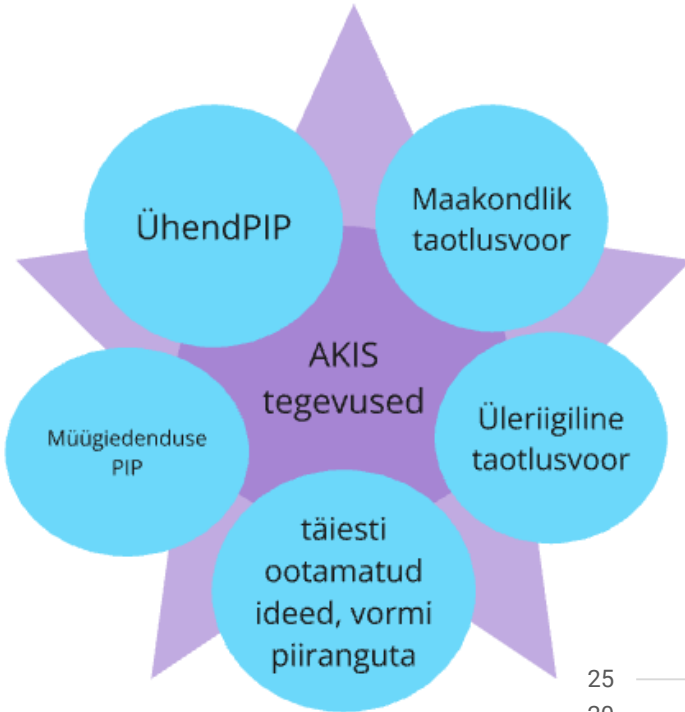 ÜhendPIP
Maakondlik
taotlusvoor
AKIS
tegevused
Müügiedenduse
PIP
Üleriigiline
taotlusvoor
täiesti
ootamatud
ideed, vormi
piiranguta
25